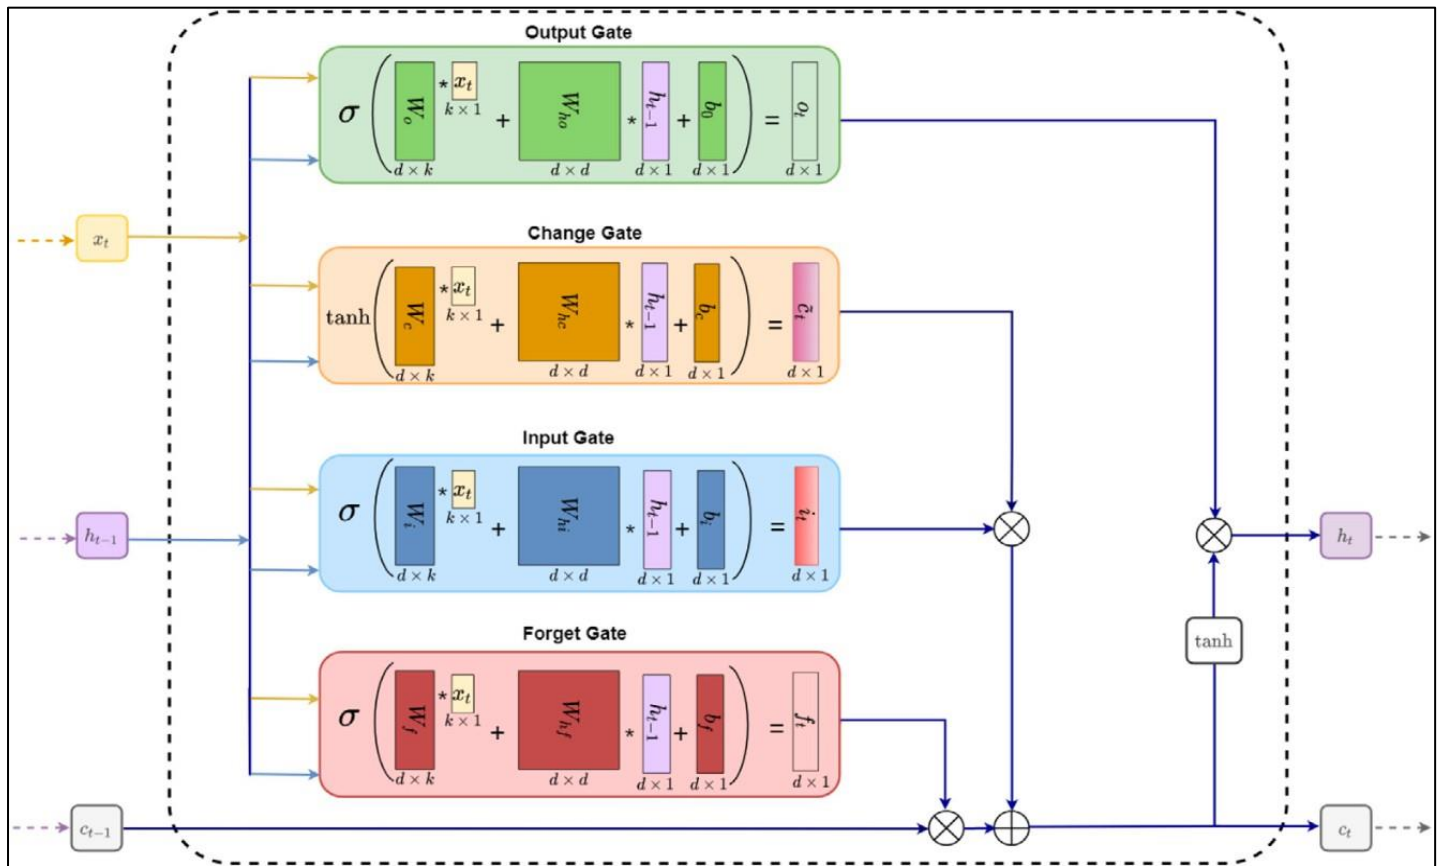 Output Gate
σ ( W_o * x_t + W_ho * h_{t-1} + b_0 ) = o_t
k × 1
d × k d × d d × 1 d × 1 d × 1
x_t
Change Gate
tanh ( W_c * x_t + W_hc * h_{t-1} + b_c ) = c̃_t
k × 1
d × k d × d d × 1 d × 1 d × 1
Input Gate
σ ( W_i * x_t + W_hi * h_{t-1} + b_i ) = i_t
k × 1
d × k d × d d × 1 d × 1 d × 1
h_{t-1}
h_t
Forget Gate
σ ( W_f * x_t + W_hf * h_{t-1} + b_f ) = f_t
k × 1
d × k d × d d × 1 d × 1 d × 1
tanh
c_{t-1}
c_t